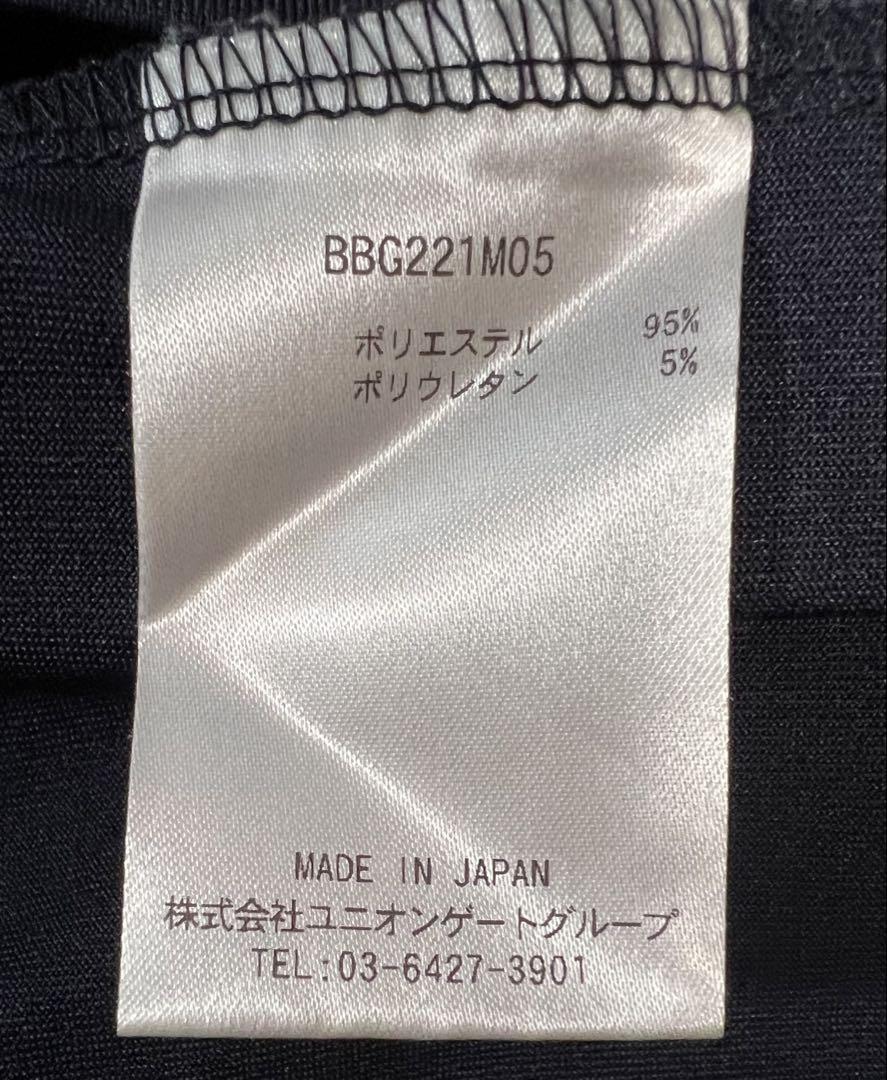 BBG221M05
ポリエステル 95%
ポリウレタン 5%
MADE IN JAPAN
株式会社ユニオンゲートグループ
TEL:03-6427-3901